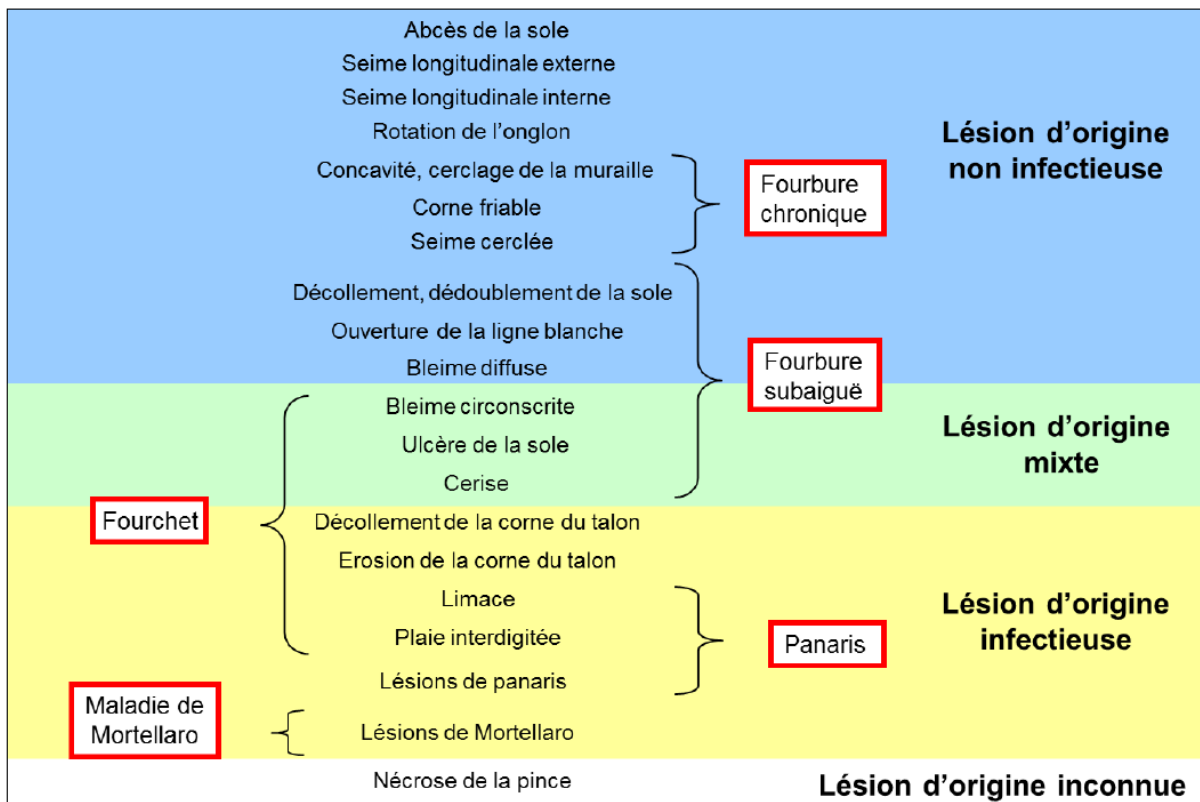 Abcès de la sole
Seime longitudinale externe
Seime longitudinale interne
Rotation de l'onglon
Concavité, cerclage de la muraille
Corne friable
Seime cerclée
Fourbure
chronique
Lésion d'origine
non infectieuse
Décollement, dédoublement de la sole
Ouverture de la ligne blanche
Bleime diffuse
Fourbure
subaiguë
Bleime circonscrite
Ulcère de la sole
Cerise
Lésion d'origine
mixte
Fourchet
Décollement de la corne du talon
Erosion de la corne du talon
Limace
Plaie interdigitée
Lésions de panaris
Panaris
Lésion d'origine
infectieuse
Maladie de
Mortellaro
Lésions de Mortellaro
Nécrose de la pince
Lésion d'origine inconnue